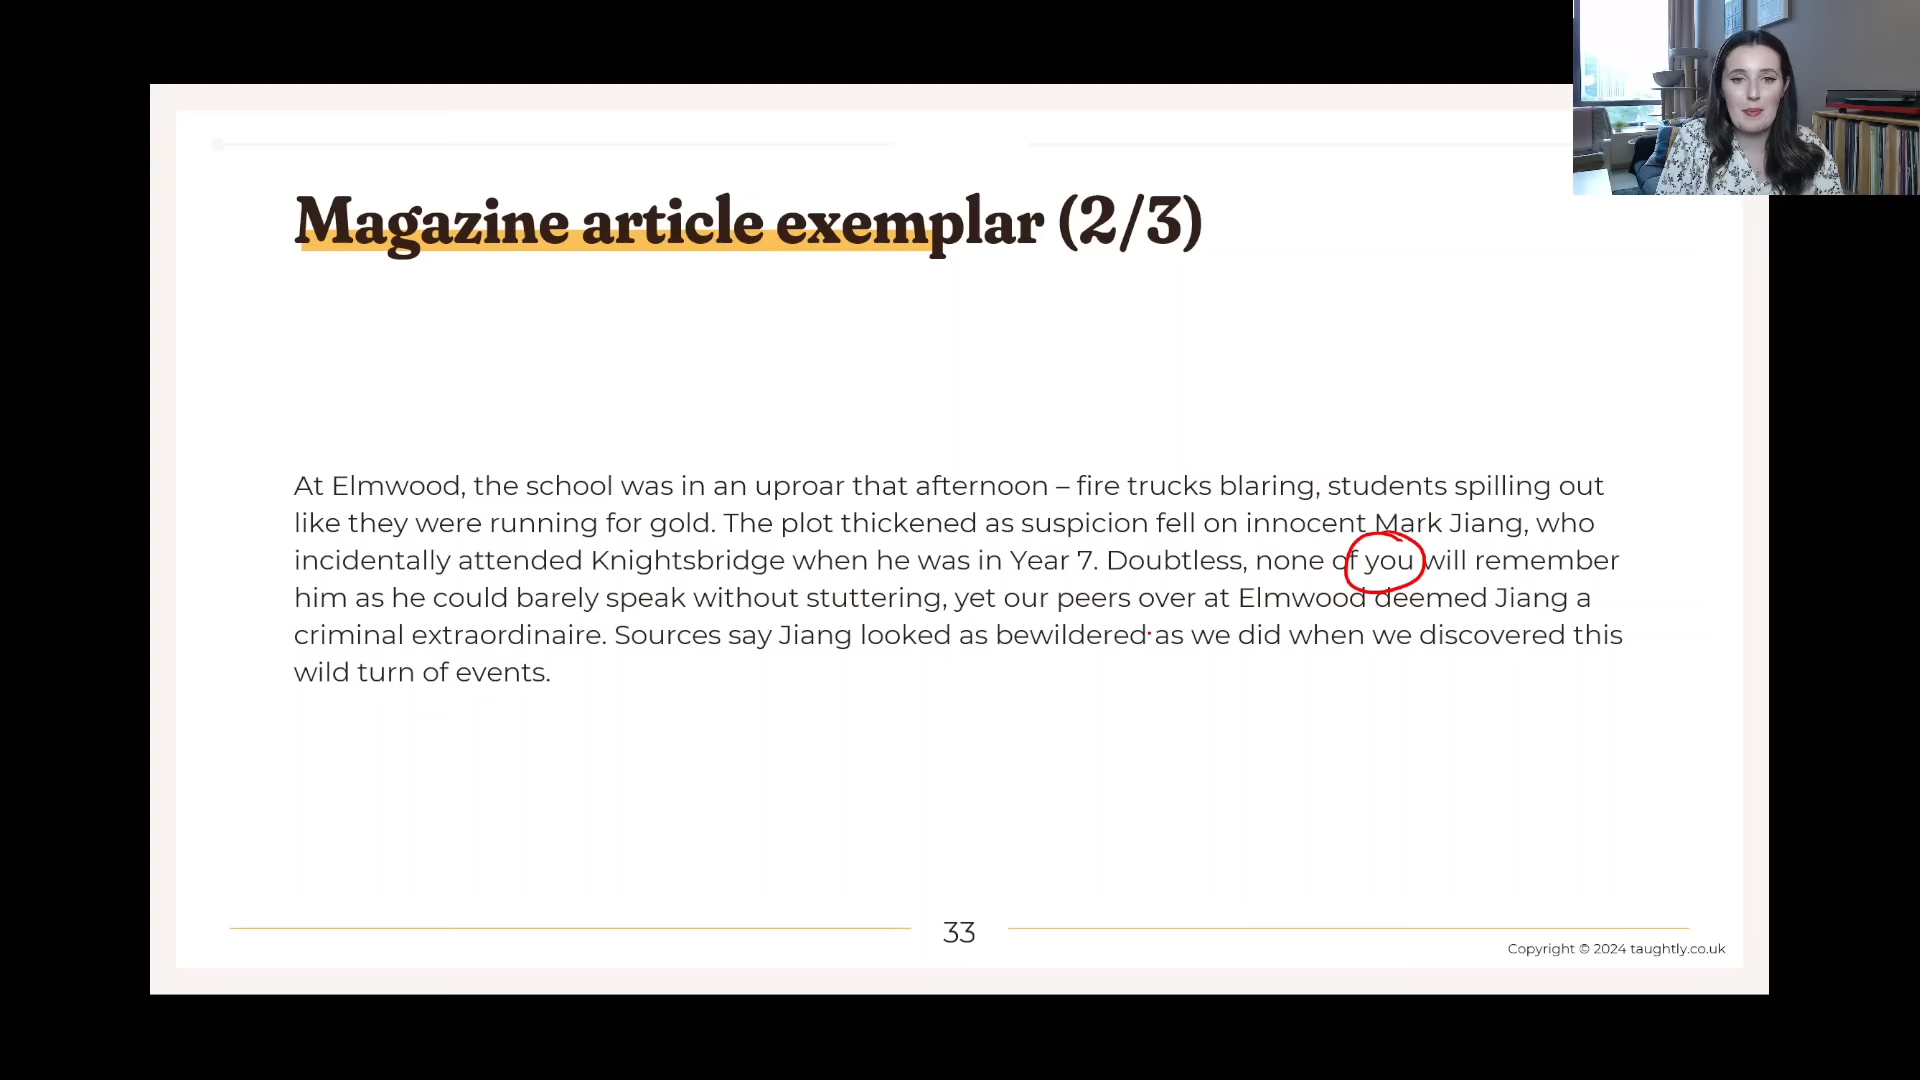 Magazine article exemplar (2/3)
At Elmwood, the school was in an uproar that afternoon – fire trucks blaring, students spilling out
like they were running for gold. The plot thickened as suspicion fell on innocent Mark Jiang, who
incidentally attended Knightsbridge when he was in Year 7. Doubtless, none of you will remember
him as he could barely speak without stuttering, yet our peers over at Elmwood deemed Jiang a
criminal extraordinaire. Sources say Jiang looked as bewildered as we did when we discovered this
wild turn of events.
33
Copyright © 2024 taughtly.co.uk